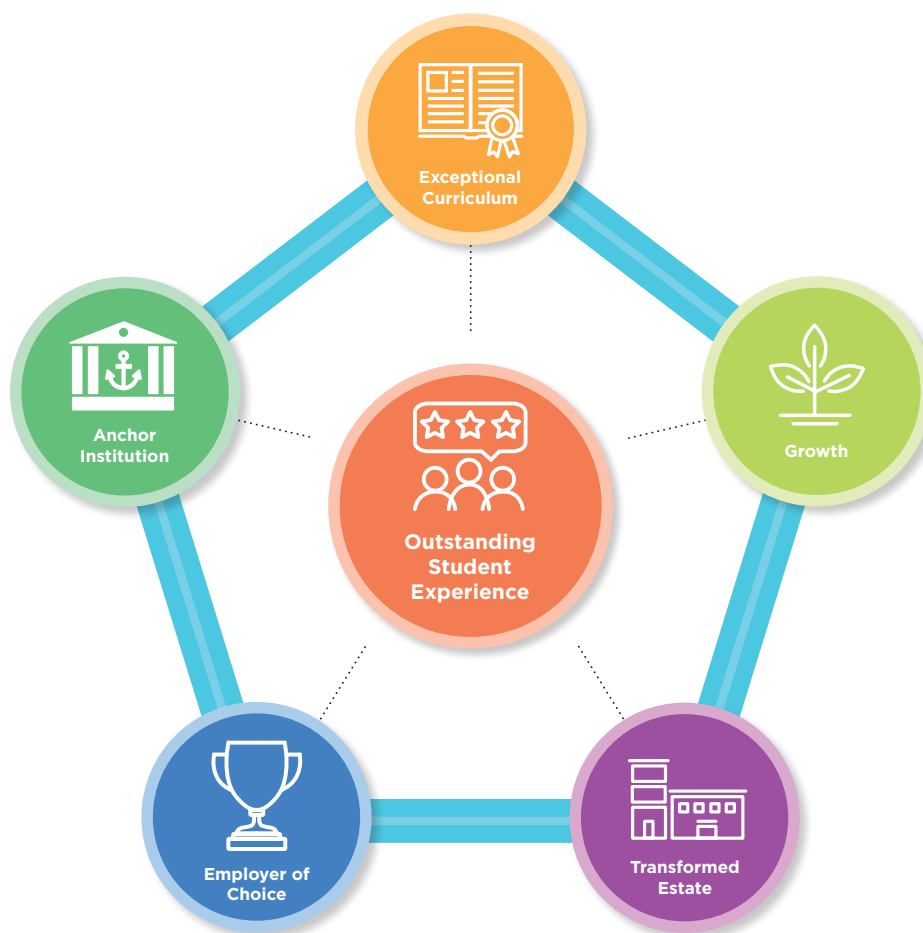 Exceptional
Curriculum
Anchor
Institution
Growth
Outstanding
Student
Experience
Employer of
Choice
Transformed
Estate